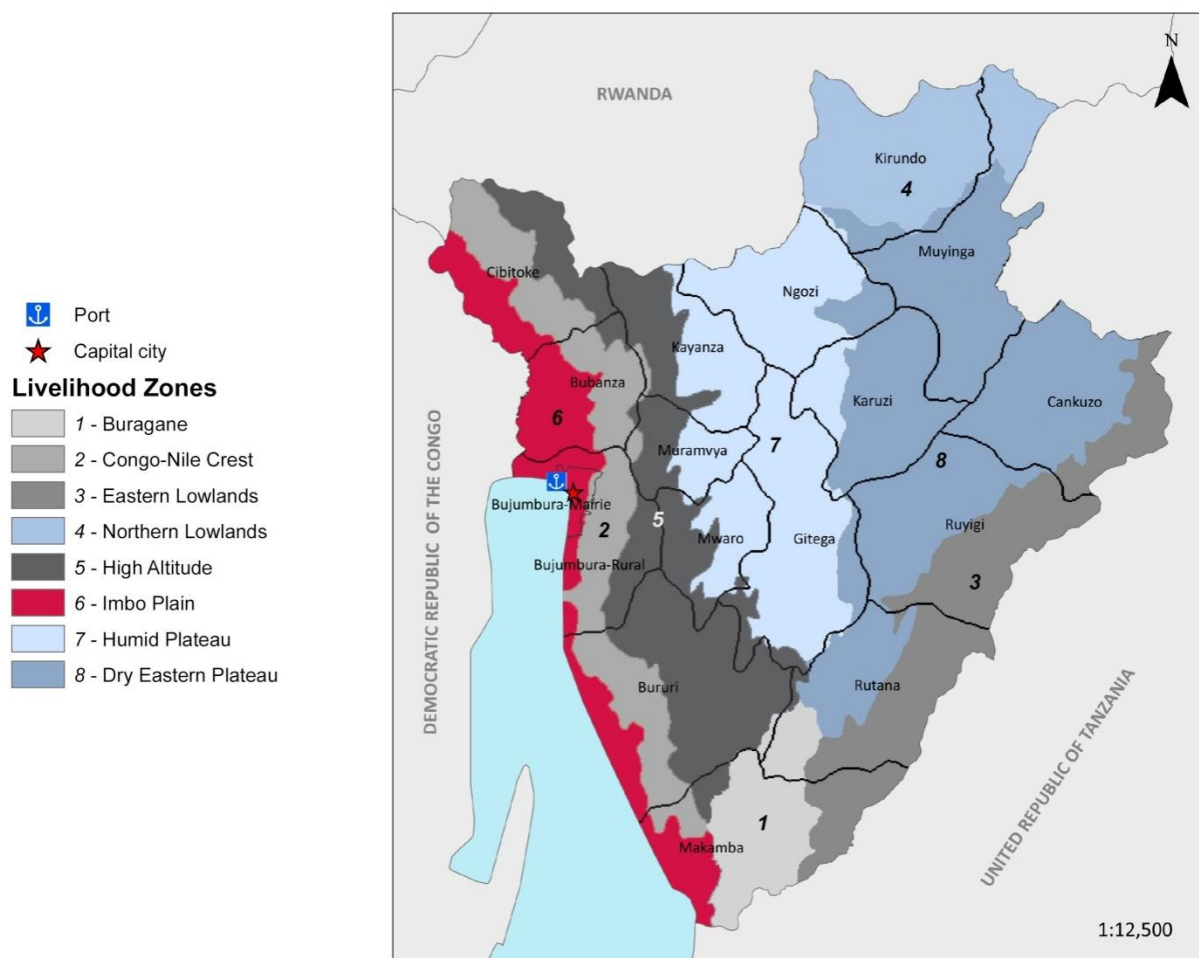 Port
Capital city
Livelihood Zones
1 - Buragane
2 - Congo-Nile Crest
3 - Eastern Lowlands
4 - Northern Lowlands
5 - High Altitude
6 - Imbo Plain
7 - Humid Plateau
8 - Dry Eastern Plateau
N
RWANDA
Kirundo
4
Muyinga
Cibitoke
Ngozi
Kayanza
Bubanza
6
Karuzi
Cankuzo
Muramvya
7
8
Bujumbura-Mairie
2
5
Mwaro
Gitega
Ruyigi
Bujumbura-Rural
3
DEMOCRATIC REPUBLIC OF THE CONGO
Bururi
Rutana
UNITED REPUBLIC OF TANZANIA
1
Makamba
1:12,500